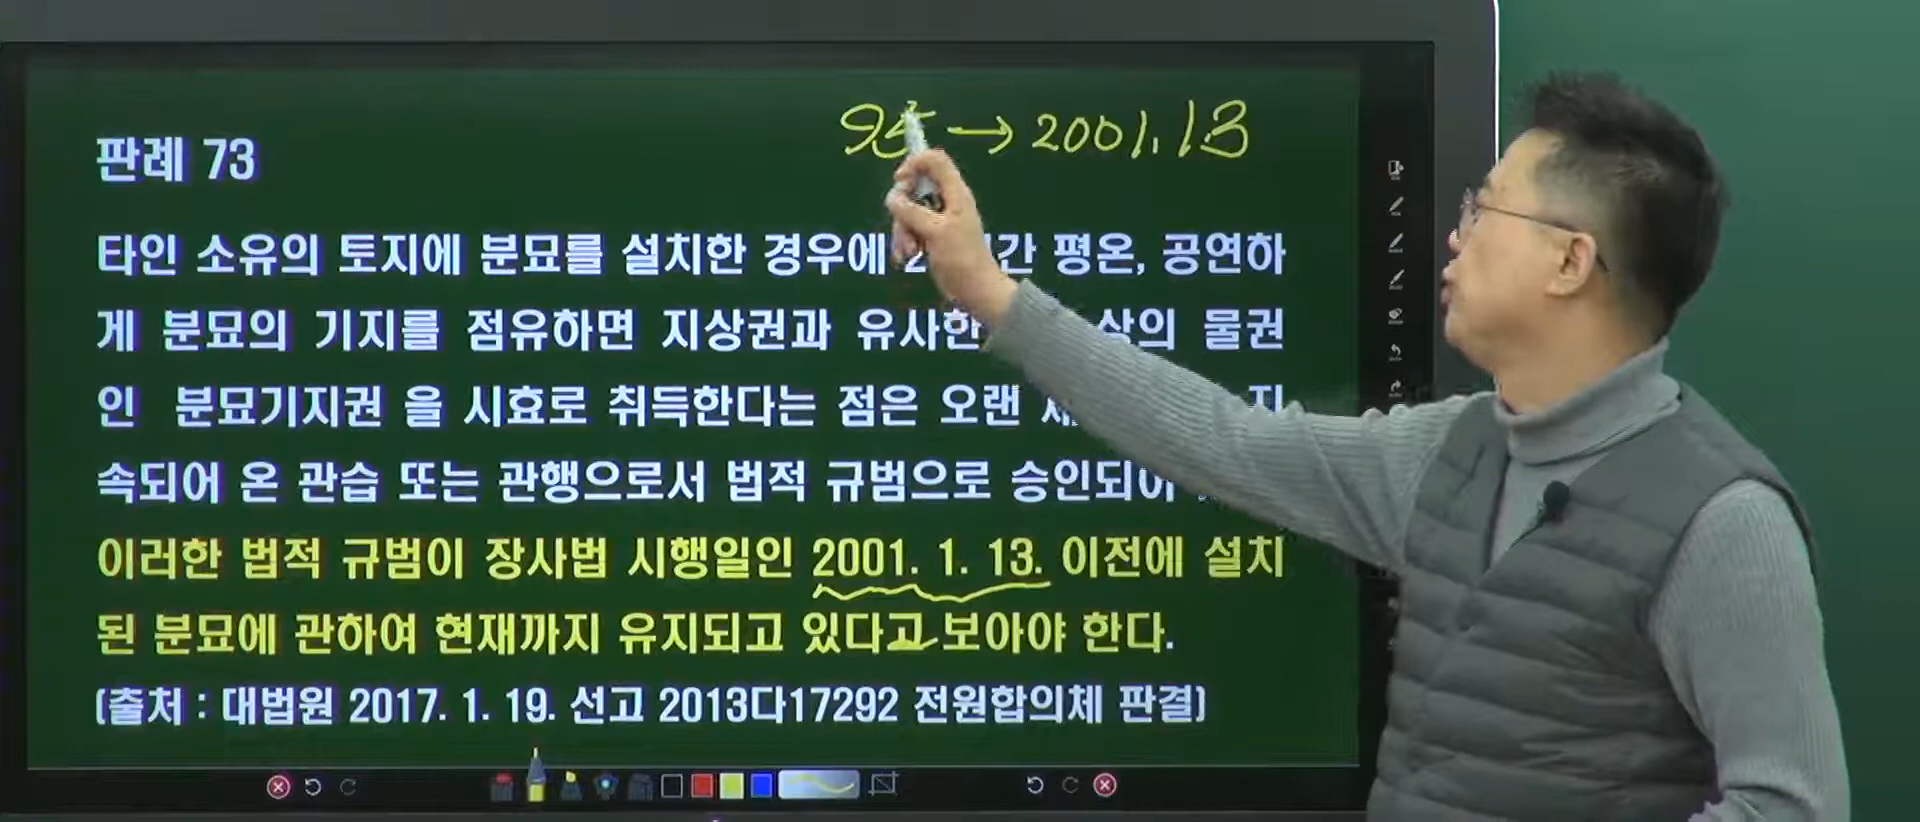 95 → 2001.1.13
판례 73
타인 소유의 토지에 분묘를 설치한 경우에 평온, 공연하
게 분묘의 기지를 점유하면 지상권과 유사한 상의 물권
인 분묘기지권 을 시효로 취득한다는 점은 오랜
속되어 온 관습 또는 관행으로서 법적 규범으로 승인되어
이러한 법적 규범이 장사법 시행일인 2001. 1. 13. 이전에 설치
된 분묘에 관하여 현재까지 유지되고 있다고 보아야 한다.
(출처 : 대법원 2017. 1. 19. 선고 2013다17292 전원합의체 판결)